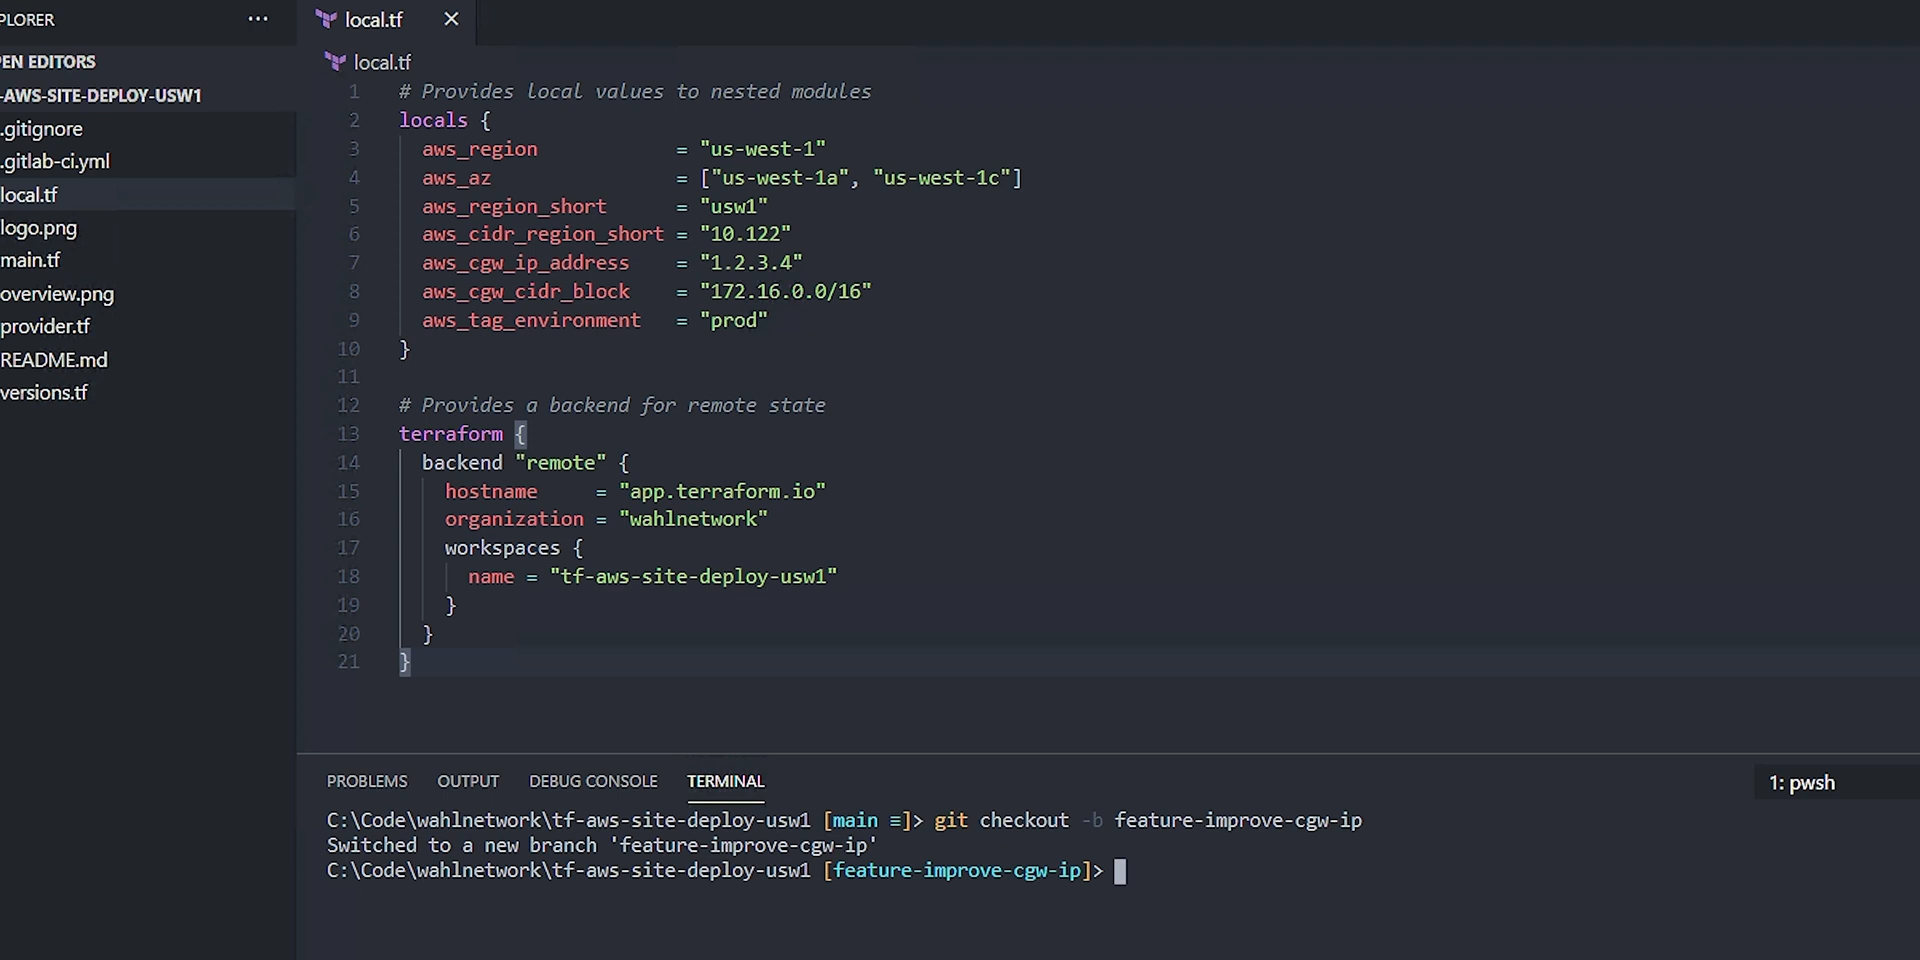 PLORER
···
EN EDITORS
-AWS-SITE-DEPLOY-USW1
.gitignore
.gitlab-ci.yml
local.tf
logo.png
main.tf
overview.png
provider.tf
README.md
versions.tf
local.tf ×
local.tf
1 # Provides local values to nested modules
2 locals {
3 aws_region = "us-west-1"
4 aws_az = ["us-west-1a", "us-west-1c"]
5 aws_region_short = "usw1"
6 aws_cidr_region_short = "10.122"
7 aws_cgw_ip_address = "1.2.3.4"
8 aws_cgw_cidr_block = "172.16.0.0/16"
9 aws_tag_environment = "prod"
10 }
11
12 # Provides a backend for remote state
13 terraform {
14 backend "remote" {
15 hostname = "app.terraform.io"
16 organization = "wahlnetwork"
17 workspaces {
18 name = "tf-aws-site-deploy-usw1"
19 }
20 }
21 }
PROBLEMS OUTPUT DEBUG CONSOLE TERMINAL 1: pwsh
C:\Code\wahlnetwork\tf-aws-site-deploy-usw1 [main ≡]> git checkout -b feature-improve-cgw-ip
Switched to a new branch 'feature-improve-cgw-ip'
C:\Code\wahlnetwork\tf-aws-site-deploy-usw1 [feature-improve-cgw-ip]>